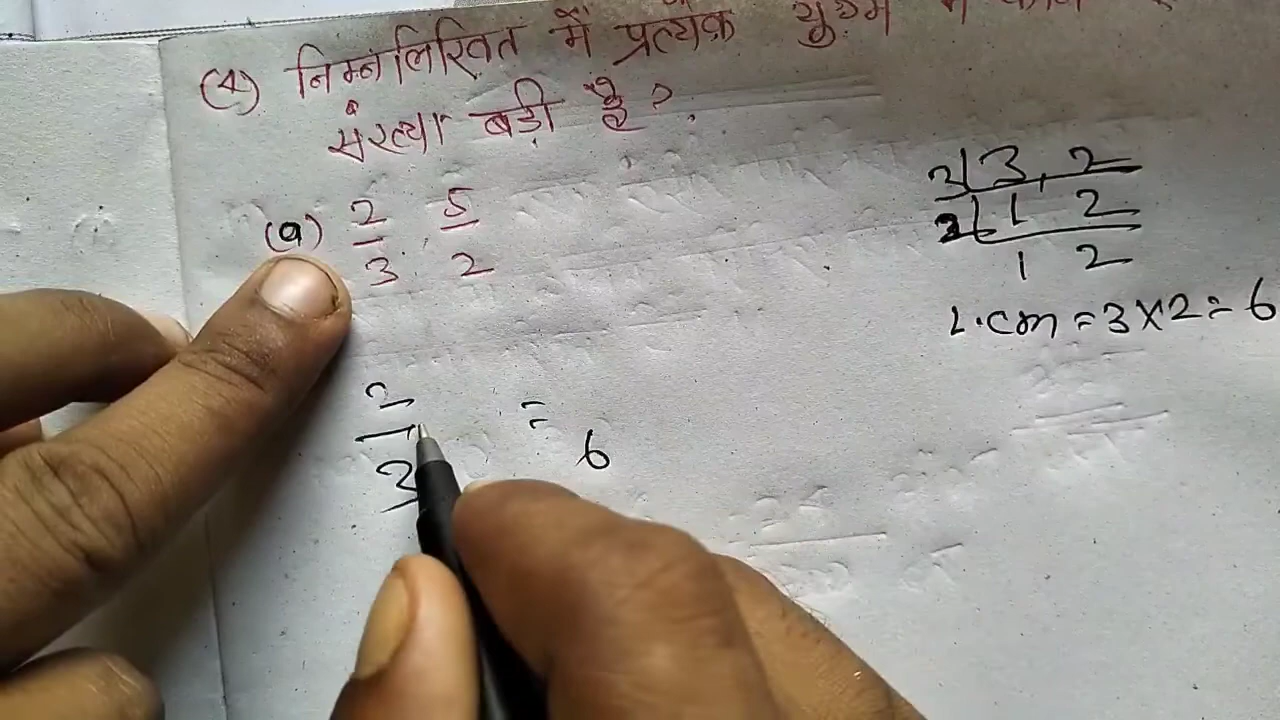 (4) निम्नलिखित में प्रत्येक युग्म में
संख्या बड़ी है?
(a) 2/3, 5/2
3 | 3, 2
2 | 1 2
1 2
L.cm = 3×2 = 6
2/3 = 6